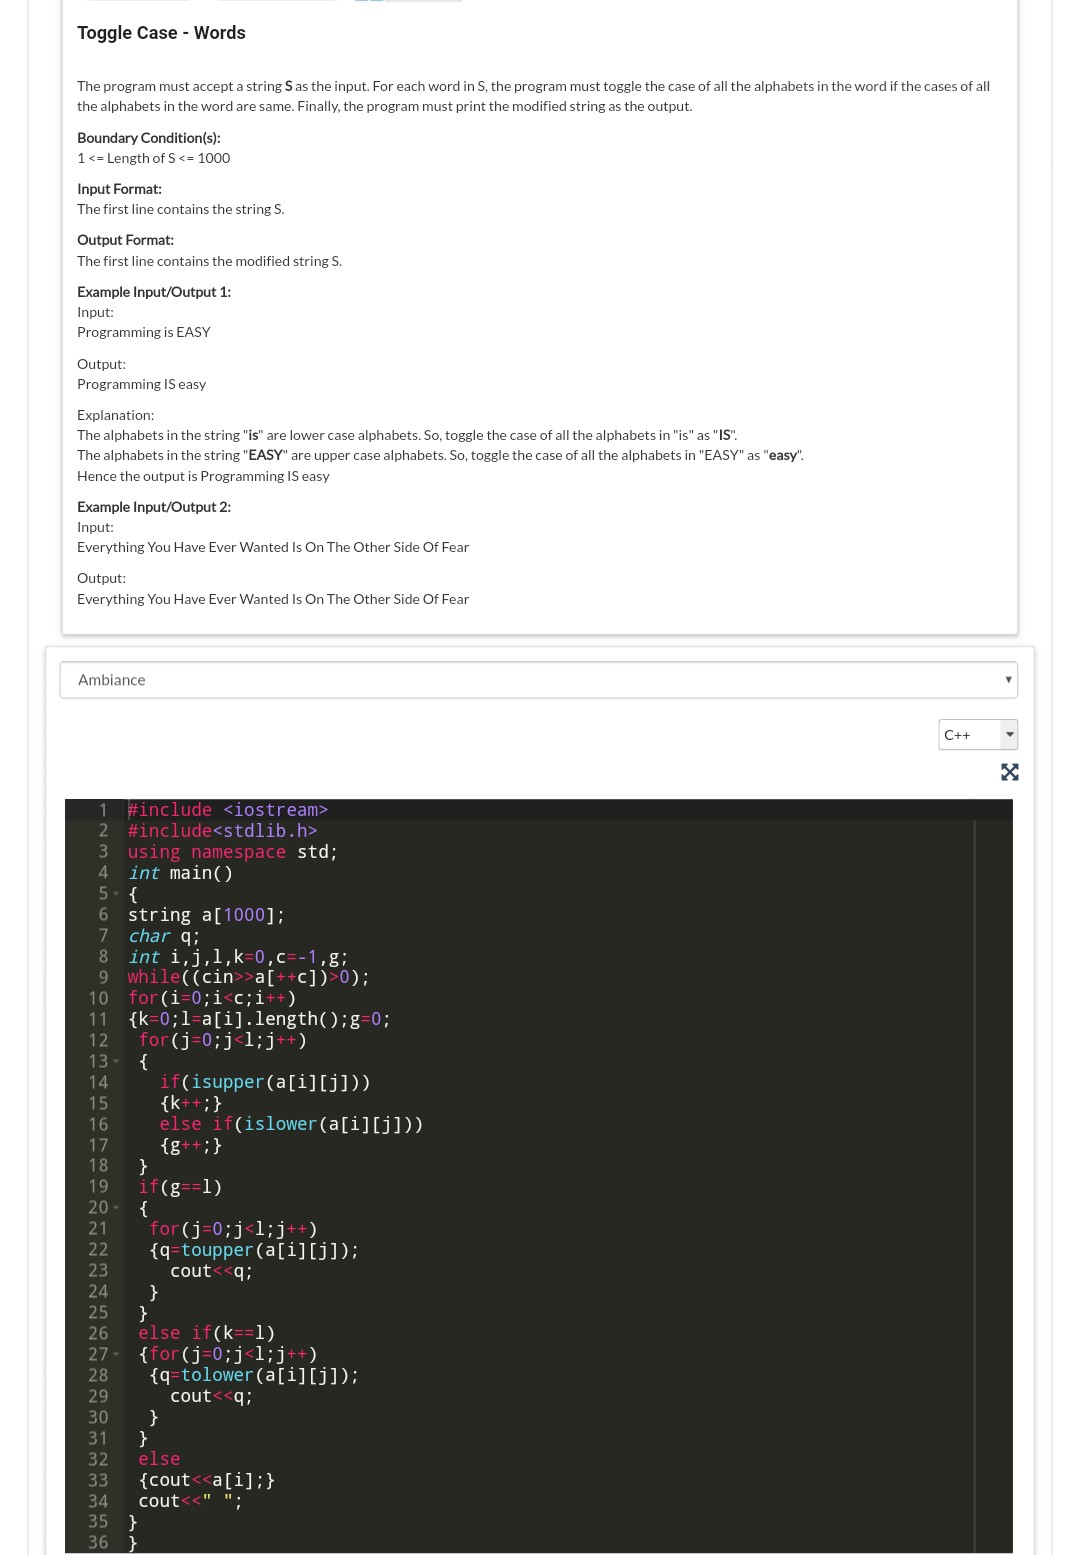 Toggle Case - Words
The program must accept a string S as the input. For each word in S, the program must toggle the case of all the alphabets in the word if the cases of all
the alphabets in the word are same. Finally, the program must print the modified string as the output.
Boundary Condition(s):
1 <= Length of S <= 1000
Input Format:
The first line contains the string S.
Output Format:
The first line contains the modified string S.
Example Input/Output 1:
Input:
Programming is EASY
Output:
Programming IS easy
Explanation:
The alphabets in the string "is" are lower case alphabets. So, toggle the case of all the alphabets in "is" as "IS".
The alphabets in the string "EASY" are upper case alphabets. So, toggle the case of all the alphabets in "EASY" as "easy".
Hence the output is Programming IS easy
Example Input/Output 2:
Input:
Everything You Have Ever Wanted Is On The Other Side Of Fear
Output:
Everything You Have Ever Wanted Is On The Other Side Of Fear
Ambiance
C++
1 #include <iostream>
2 #include<stdlib.h>
3 using namespace std;
4 int main()
5 {
6 string a[1000];
7 char q;
8 int i,j,l,k=0,c=-1,g;
9 while((cin>>a[++c])>0);
10 for(i=0;i<c;i++)
11 {k=0;l=a[i].length();g=0;
12 for(j=0;j<l;j++)
13 {
14 if(isupper(a[i][j]))
15 {k++;}
16 else if(islower(a[i][j]))
17 {g++;}
18 }
19 if(g==l)
20 {
21 for(j=0;j<l;j++)
22 {q=toupper(a[i][j]);
23 cout<<q;
24 }
25 }
26 else if(k==l)
27 {for(j=0;j<l;j++)
28 {q=tolower(a[i][j]);
29 cout<<q;
30 }
31 }
32 else
33 {cout<<a[i];}
34 cout<<" ";
35 }
36 }